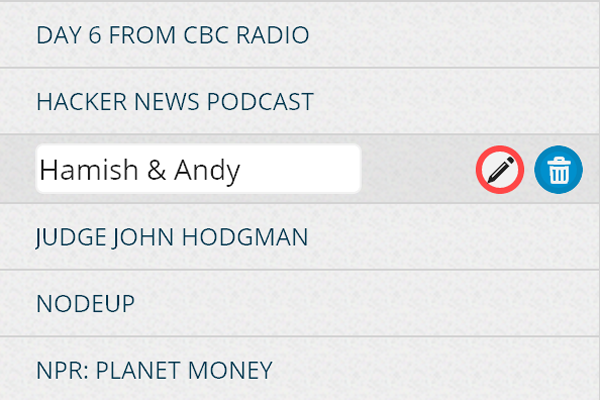 DAY 6 FROM CBC RADIO
HACKER NEWS PODCAST
Hamish & Andy
JUDGE JOHN HODGMAN
NODEUP
NPR: PLANET MONEY